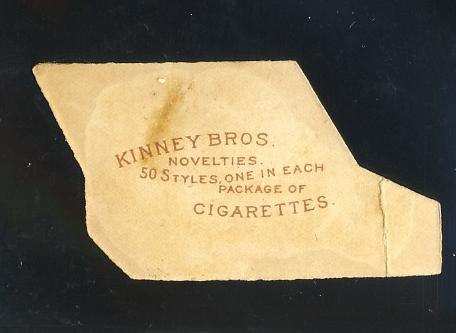 KINNEY BROS.
NOVELTIES.
50 STYLES, ONE IN EACH
PACKAGE OF
CIGARETTES.